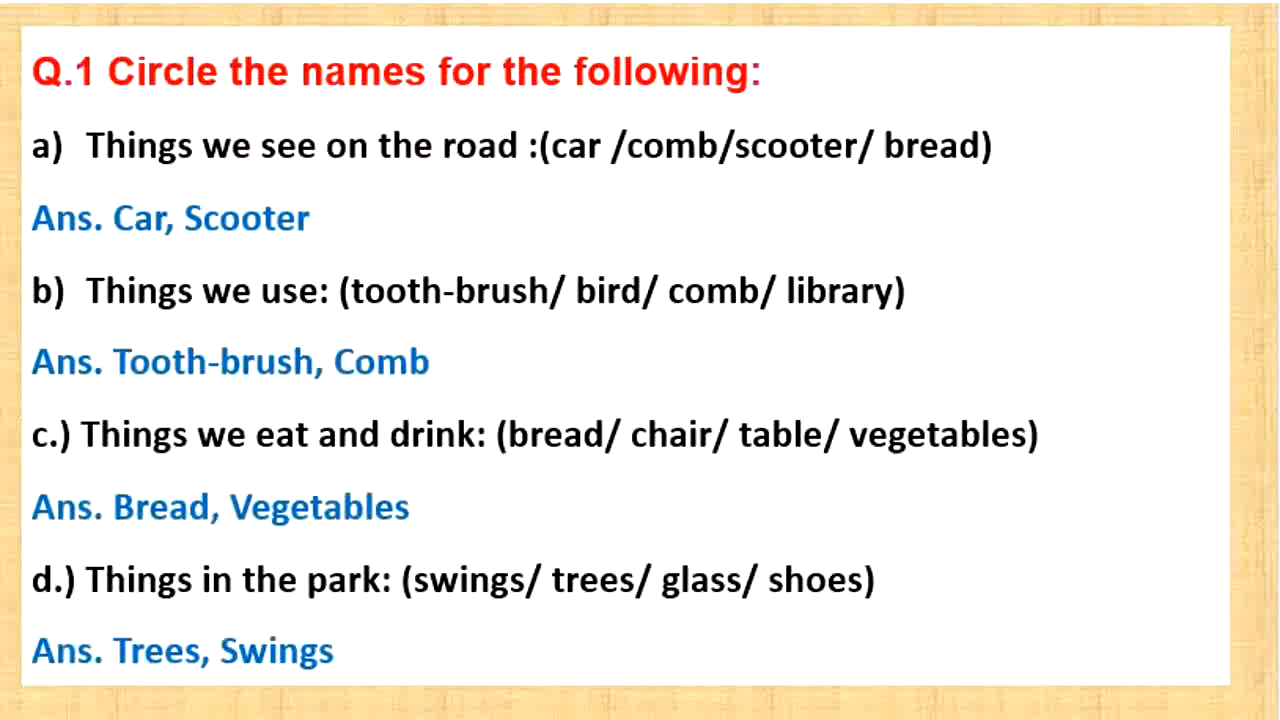 Q.1 Circle the names for the following:
a) Things we see on the road :(car /comb/scooter/ bread)
Ans. Car, Scooter
b) Things we use: (tooth-brush/ bird/ comb/ library)
Ans. Tooth-brush, Comb
c.) Things we eat and drink: (bread/ chair/ table/ vegetables)
Ans. Bread, Vegetables
d.) Things in the park: (swings/ trees/ glass/ shoes)
Ans. Trees, Swings